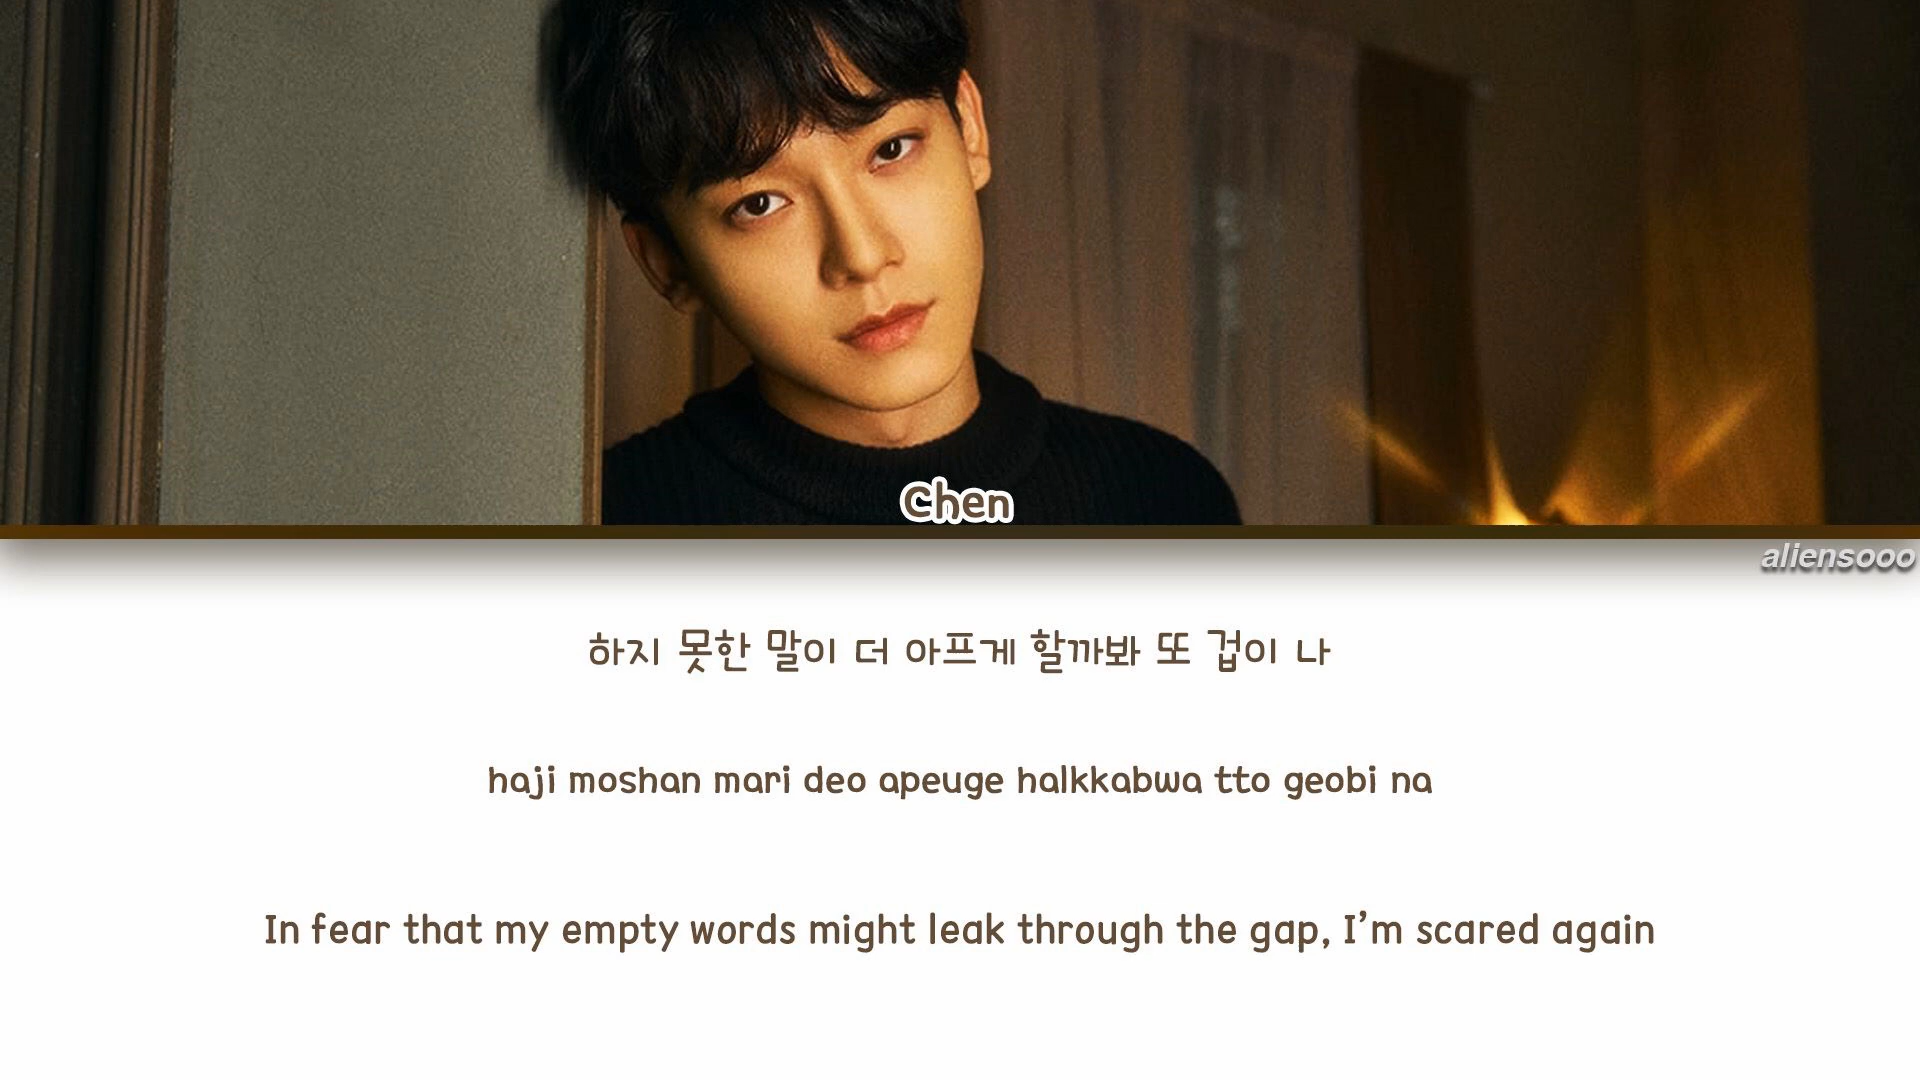 Chen
aliensooo
하지 못한 말이 더 아프게 할까봐 또 겁이 나
haji moshan mari deo apeuge halkkabwa tto geobi na
In fear that my empty words might leak through the gap, I'm scared again